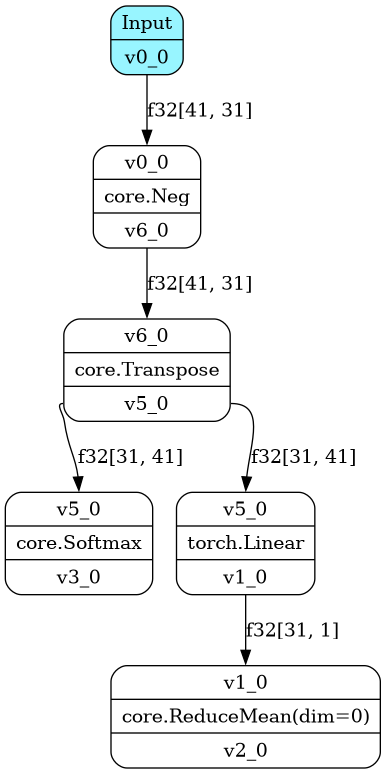 Input
v0_0
f32[41, 31]
v0_0
core.Neg
v6_0
f32[41, 31]
v6_0
core.Transpose
v5_0
f32[31, 41]
f32[31, 41]
v5_0
core.Softmax
v3_0
v5_0
torch.Linear
v1_0
f32[31, 1]
v1_0
core.ReduceMean(dim=0)
v2_0